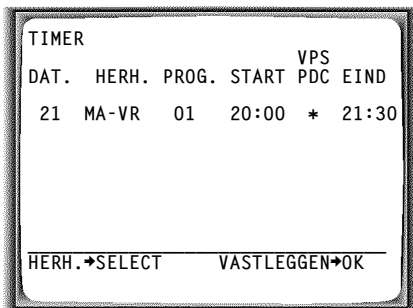 TIMER
VPS
DAT. HERH. PROG. START PDC EIND
21 MA-VR 01 20:00 * 21:30
HERH.➔SELECT VASTLEGGEN➔OK